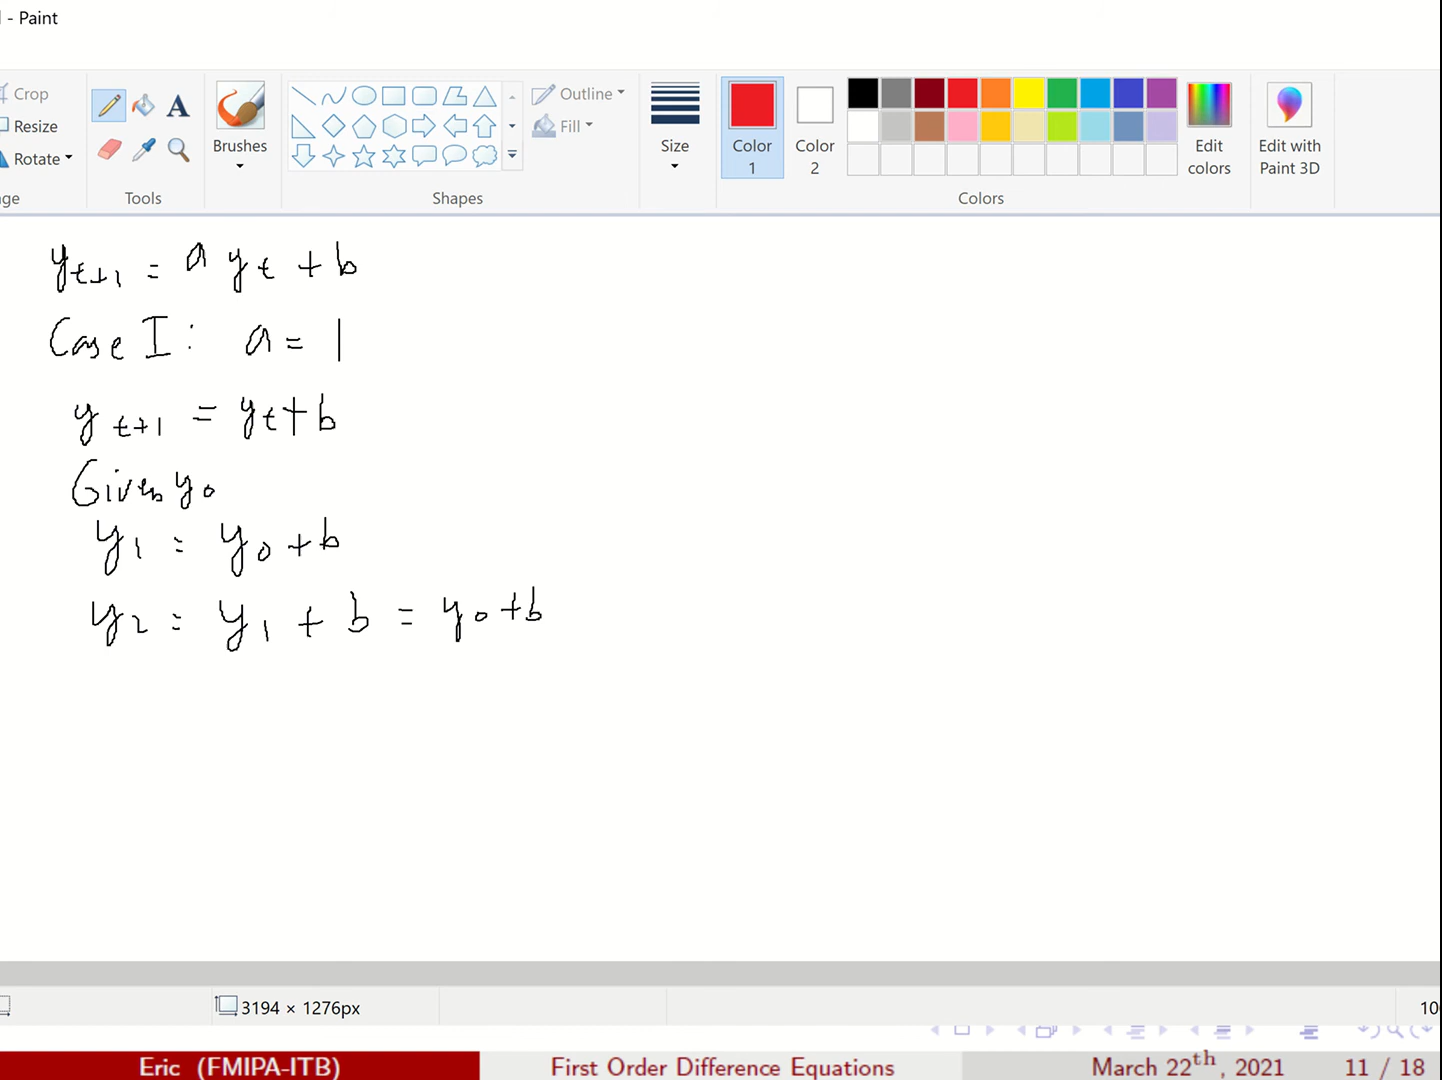 - Paint
Crop
Resize
Rotate
Tools
Brushes
Shapes
Outline
Fill
Size
Color 1
Color 2
Edit colors
Edit with Paint 3D
ge
Colors
y_{t+1} = a y_t + b
Case I: a = 1
y_{t+1} = y_t + b
Given y_0
y_1 = y_0 + b
y_2 = y_1 + b = y_0 + b
3194 × 1276px
10
Eric (FMIPA-ITB)
First Order Difference Equations
March 22th, 2021
11 / 18